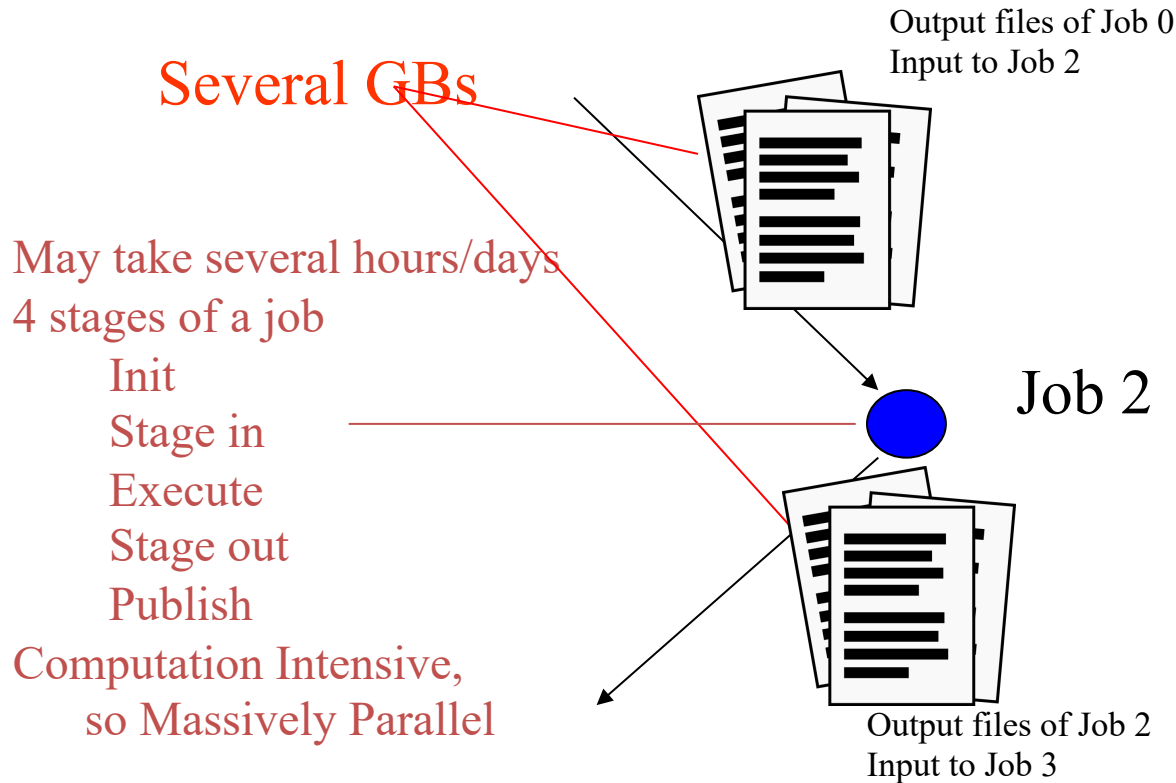 Output files of Job 0
Input to Job 2
Several GBs
May take several hours/days
4 stages of a job
Init
Stage in
Execute
Stage out
Publish
Computation Intensive,
so Massively Parallel
Job 2
Output files of Job 2
Input to Job 3